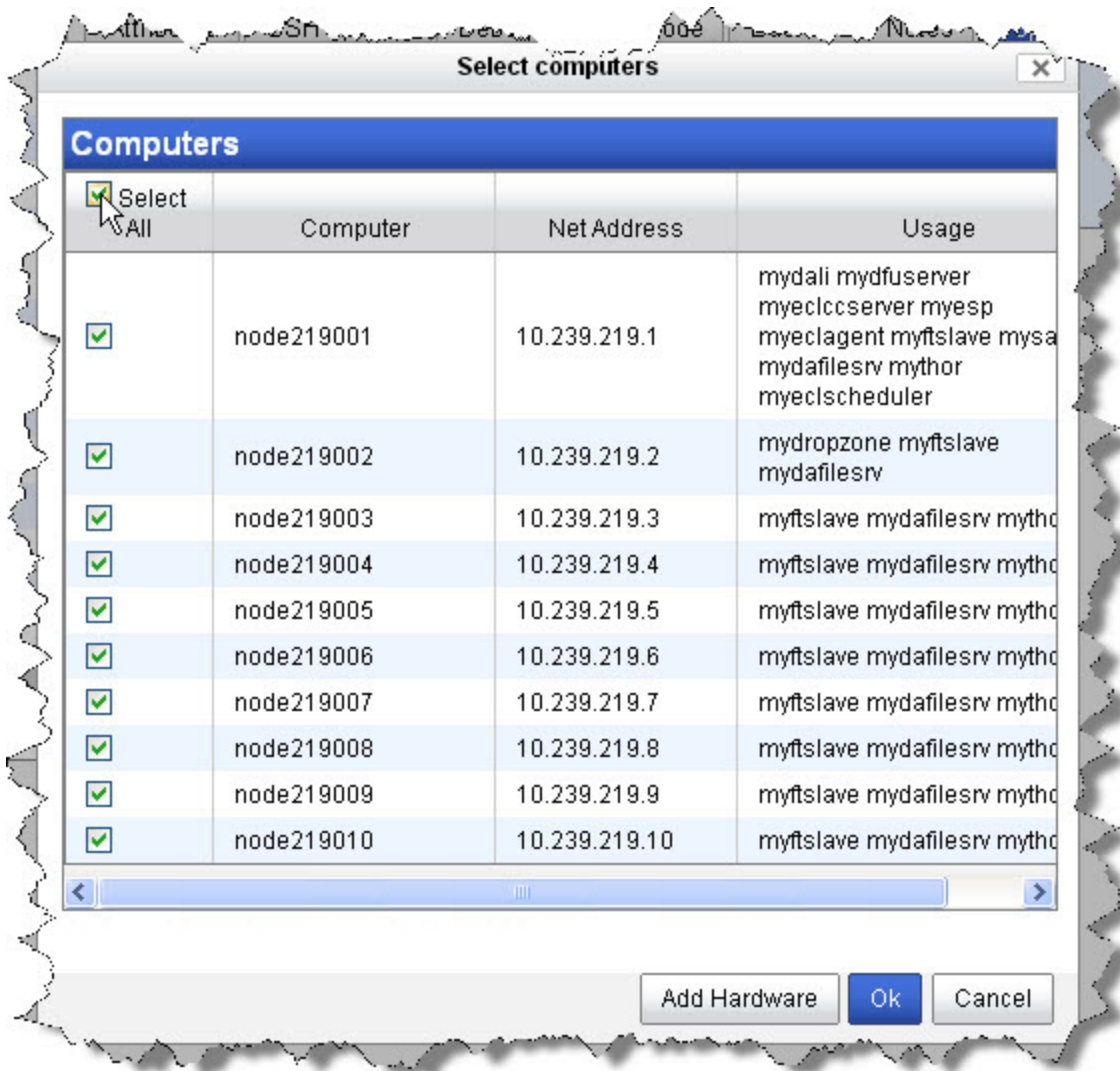 Select computers
Computers
Select
All
Computer
Net Address
Usage
node219001
10.239.219.1
mydali mydfuserver
myeclccserver myesp
myeclagent myftslave mysa
mydafilesrv mythor
myeclscheduler
node219002
10.239.219.2
mydropzone myftslave
mydafilesrv
node219003 10.239.219.3 myftslave mydafilesrv
node219004 10.239.219.4 myftslave mydafilesrv
node219005 10.239.219.5 myftslave mydafilesrv
node219006 10.239.219.6 myftslave mydafilesrv
node219007 10.239.219.7 myftslave mydafilesrv
node219008 10.239.219.8 myftslave mydafilesrv
node219009 10.239.219.9 myftslave mydafilesrv
node219010 10.239.219.10 myftslave mydafilesrv
Add Hardware Ok Cancel